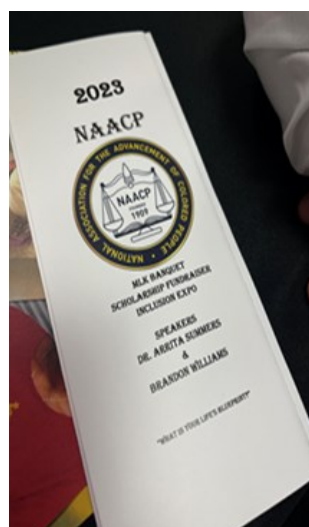 2023
NAACP
NATIONAL ASSOCIATION FOR THE ADVANCEMENT OF COLORED PEOPLE
NAACP
FOUNDED
1909
MLK BANQUET
SCHOLARSHIP FUNDRAISER
INCLUSION EXPO
SPEAKERS
DR. ARRITA SUMMERS
&
BRANDON WILLIAMS
"WHAT IS YOUR LIFE'S BLUEPRINT?"